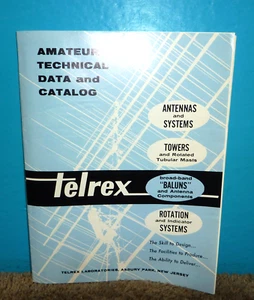 AMATEUR
TECHNICAL
DATA and
CATALOG
ANTENNAS
and
SYSTEMS
TOWERS
and Rotated
Tubular Masts
telrex
broad-band
"BALUNS"
and Antenna
Components
ROTATION
and Indicator
SYSTEMS
The Skill to Design...
The Facilities to Produce...
The Ability to Deliver...
TELREX LABORATORIES, ASBURY PARK, NEW JERSEY